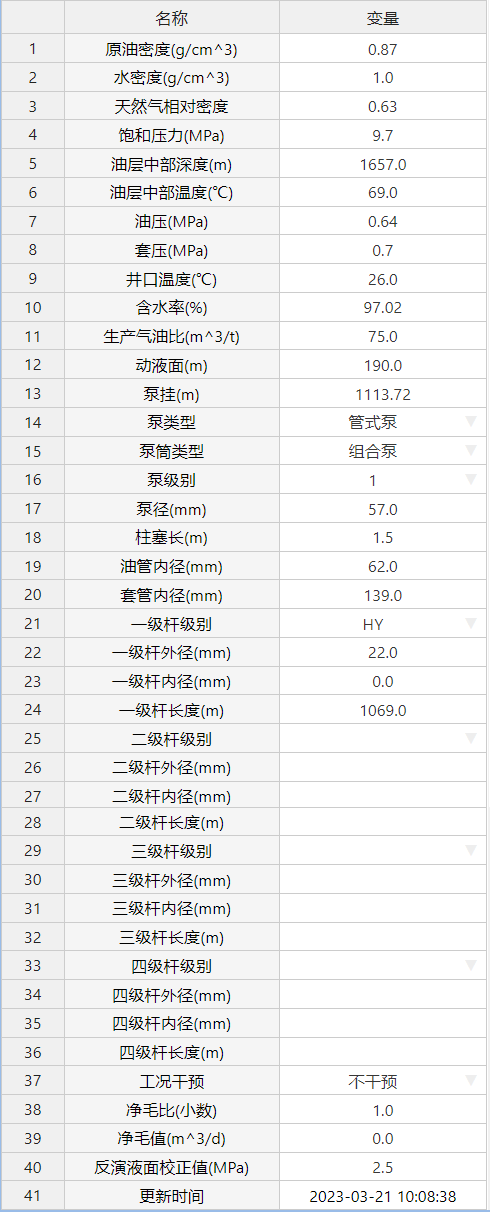 名称 变量
1 原油密度(g/cm^3) 0.87
2 水密度(g/cm^3) 1.0
3 天然气相对密度 0.63
4 饱和压力(MPa) 9.7
5 油层中部深度(m) 1657.0
6 油层中部温度(℃) 69.0
7 油压(MPa) 0.64
8 套压(MPa) 0.7
9 井口温度(℃) 26.0
10 含水率(%) 97.02
11 生产气油比(m^3/t) 75.0
12 动液面(m) 190.0
13 泵挂(m) 1113.72
14 泵类型 管式泵
15 泵筒类型 组合泵
16 泵级别 1
17 泵径(mm) 57.0
18 柱塞长(m) 1.5
19 油管内径(mm) 62.0
20 套管内径(mm) 139.0
21 一级杆级别 HY
22 一级杆外径(mm) 22.0
23 一级杆内径(mm) 0.0
24 一级杆长度(m) 1069.0
25 二级杆级别
26 二级杆外径(mm)
27 二级杆内径(mm)
28 二级杆长度(m)
29 三级杆级别
30 三级杆外径(mm)
31 三级杆内径(mm)
32 三级杆长度(m)
33 四级杆级别
34 四级杆外径(mm)
35 四级杆内径(mm)
36 四级杆长度(m)
37 工况干预 不干预
38 净毛比(小数) 1.0
39 净毛值(m^3/d) 0.0
40 反演液面校正值(MPa) 2.5
41 更新时间 2023-03-21 10:08:38